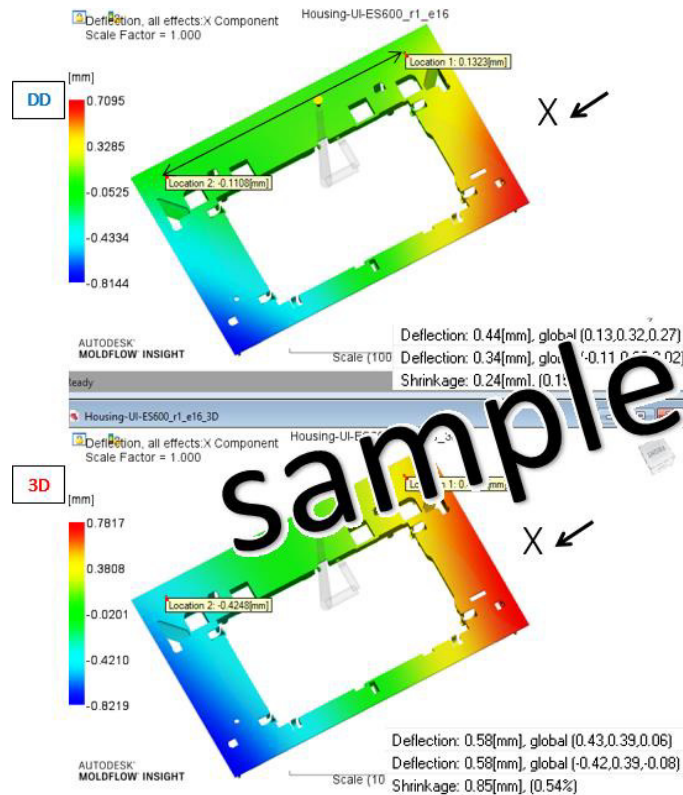 Deflection, all effects:X Component
Housing-UI-ES600_r1_e16
Scale Factor = 1.000
[mm]
Location 1: 0.1323[mm]
DD
0.7095
X
0.3285
Location 2: -0.1108[mm]
-0.0525
-0.4334
-0.8144
AUTODESK®
MOLDFLOW INSIGHT
Scale (100
Deflection: 0.44[mm], global (0.13,0.32,0.27)
Deflection: 0.34[mm],
Shrinkage: 0.24[mm],
Ready
sample
Housing-UI-ES600_r1_e16_3D
Deflection, all effects:X Component
Scale Factor = 1.000
3D
[mm]
Location 1:
0.7817
X
0.3808
Location 2: -0.4248[mm]
-0.0201
-0.4210
-0.8219
AUTODESK®
MOLDFLOW INSIGHT
Scale (10
Deflection: 0.58[mm], global (0.43,0.39,0.06)
Deflection: 0.58[mm], global (-0.42,0.39,-0.08)
Shrinkage: 0.85[mm], (0.54%)